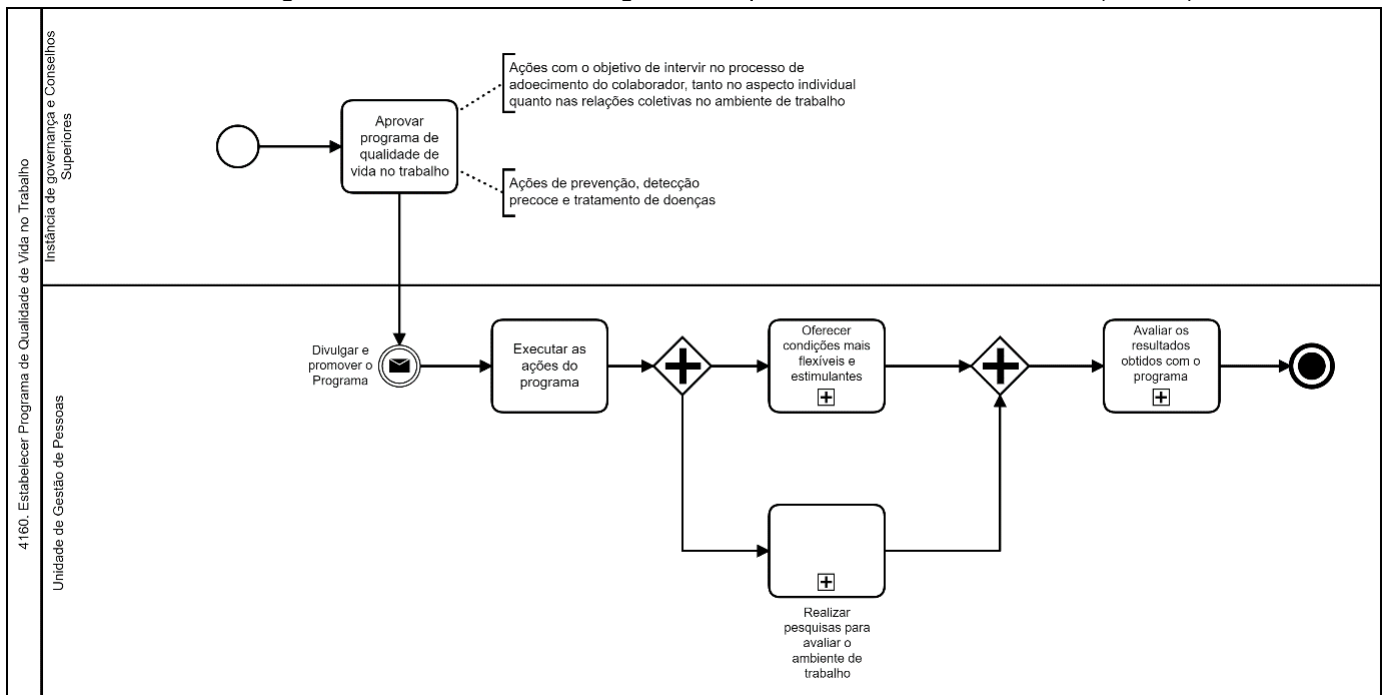 4160. Estabelecer Programa de Qualidade de Vida no Trabalho
Instância de governança e Conselhos
Superiores
Aprovar
programa de
qualidade de
vida no trabalho
Ações com o objetivo de intervir no processo de
adoecimento do colaborador, tanto no aspecto individual
quanto nas relações coletivas no ambiente de trabalho
Ações de prevenção, detecção
precoce e tratamento de doenças
Unidade de Gestão de Pessoas
Divulgar e
promover o
Programa
Executar as
ações do
programa
Oferecer
condições mais
flexíveis e
estimulantes
Avaliar os
resultados
obtidos com o
programa
Realizar
pesquisas para
avaliar o
ambiente de
trabalho